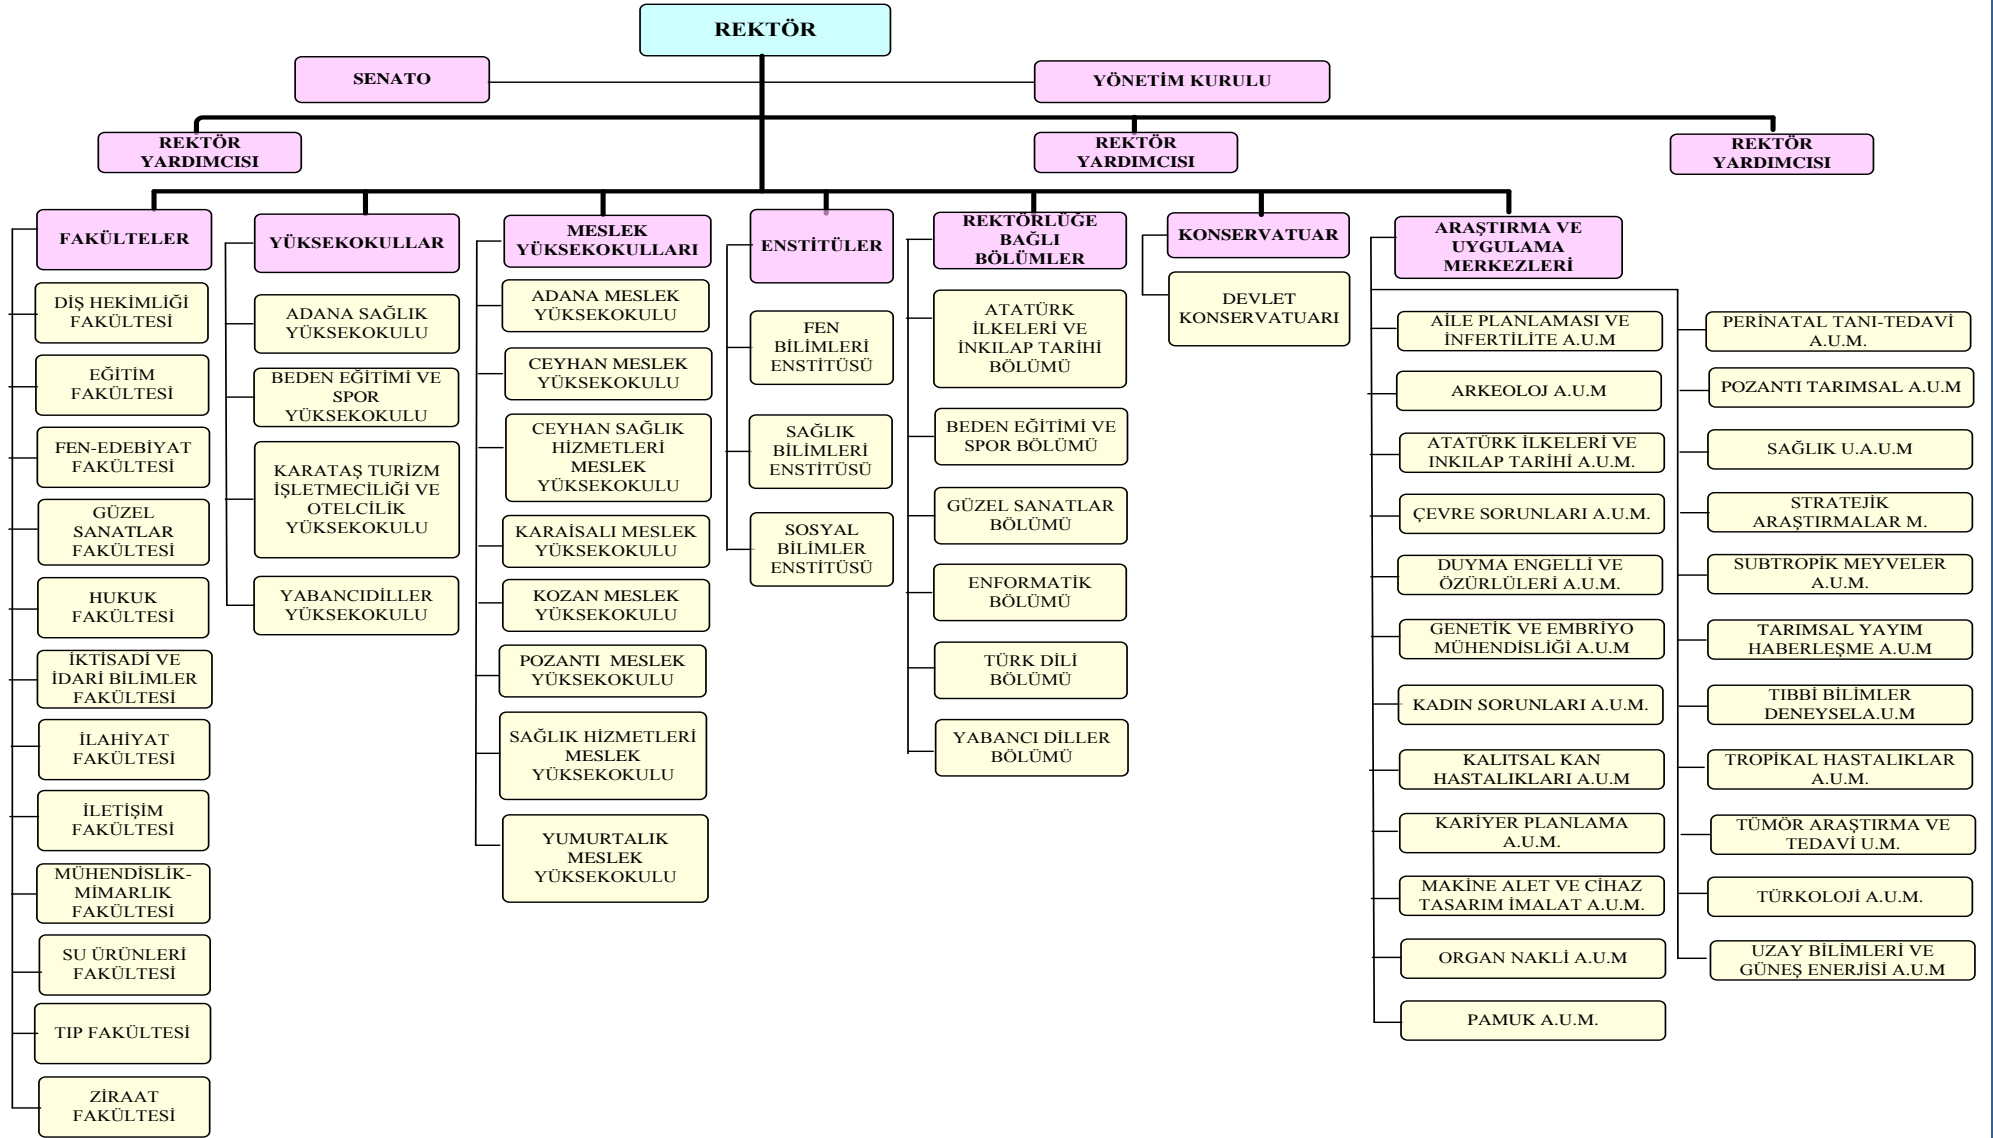 REKTÖR
SENATO
YÖNETİM KURULU
REKTÖR
YARDIMCISI
REKTÖR
YARDIMCISI
REKTÖR
YARDIMCISI
FAKÜLTELER
DİŞ HEKİMLİĞİ
FAKÜLTESİ
EĞİTİM
FAKÜLTESİ
FEN-EDEBİYAT
FAKÜLTESİ
GÜZEL
SANATLAR
FAKÜLTESİ
HUKUK
FAKÜLTESİ
İKTİSADİ VE
İDARİ BİLİMLER
FAKÜLTESİ
İLAHİYAT
FAKÜLTESİ
İLETİŞİM
FAKÜLTESİ
MÜHENDİSLİK-
MİMARLIK
FAKÜLTESİ
SU ÜRÜNLERİ
FAKÜLTESİ
TIP FAKÜLTESİ
ZİRAAT
FAKÜLTESİ
YÜKSEKOKULLAR
ADANA SAĞLIK
YÜKSEKOKULU
BEDEN EĞİTİMİ VE
SPOR
YÜKSEKOKULU
KARATAŞ TURİZM
İŞLETMECİLİĞİ VE
OTELCİLİK
YÜKSEKOKULU
YABANCIDİLLER
YÜKSEKOKULU
MESLEK
YÜKSEKOKULLARI
ADANA MESLEK
YÜKSEKOKULU
CEYHAN MESLEK
YÜKSEKOKULU
CEYHAN SAĞLIK
HİZMETLERİ
MESLEK
YÜKSEKOKULU
KARAİSALI MESLEK
YÜKSEKOKULU
KOZAN MESLEK
YÜKSEKOKULU
POZANTI  MESLEK
YÜKSEKOKULU
SAĞLIK HİZMETLERİ
MESLEK
YÜKSEKOKULU
YUMURTALIK
MESLEK
YÜKSEKOKULU
ENSTİTÜLER
FEN
BİLİMLERİ
ENSTİTÜSÜ
SAĞLIK
BİLİMLERİ
ENSTİTÜSÜ
SOSYAL
BİLİMLER
ENSTİTÜSÜ
REKTÖRLÜĞE
BAĞLI
BÖLÜMLER
ATATÜRK
İLKELERİ VE
İNKILAP TARİHİ
BÖLÜMÜ
BEDEN EĞİTİMİ VE
SPOR BÖLÜMÜ
GÜZEL SANATLAR
BÖLÜMÜ
ENFORMATİK
BÖLÜMÜ
TÜRK DİLİ
BÖLÜMÜ
YABANCI DİLLER
BÖLÜMÜ
KONSERVATUAR
DEVLET
KONSERVATUARI
ARAŞTIRMA VE
UYGULAMA
MERKEZLERİ
AİLE PLANLAMASI VE
İNFERTİLİTE A.U.M
ARKEOLOJ A.U.M
ATATÜRK İLKELERİ VE
INKILAP TARİHİ A.U.M.
ÇEVRE SORUNLARI A.U.M.
DUYMA ENGELLİ VE
ÖZÜRLÜLERİ A.U.M.
GENETİK VE EMBRİYO
MÜHENDİSLİĞİ A.U.M
KADIN SORUNLARI A.U.M.
KALITSAL KAN
HASTALIKLARI A.U.M
KARİYER PLANLAMA
A.U.M.
MAKİNE ALET VE CİHAZ
TASARIM İMALAT A.U.M.
ORGAN NAKLİ A.U.M
PAMUK A.U.M.
PERİNATAL TANI-TEDAVİ
A.U.M.
POZANTI TARIMSAL A.U.M
SAĞLIK U.A.U.M
STRATEJİK
ARAŞTIRMALAR M.
SUBTROPİK MEYVELER
A.U.M.
TARIMSAL YAYIM
HABERLEŞME A.U.M
TIBBİ BİLİMLER
DENEYSELA.U.M
TROPİKAL HASTALIKLAR
A.U.M.
TÜMÖR ARAŞTIRMA VE
TEDAVİ U.M.
TÜRKOLOJİ A.U.M.
UZAY BİLİMLERİ VE
GÜNEŞ ENERJİSİ A.U.M